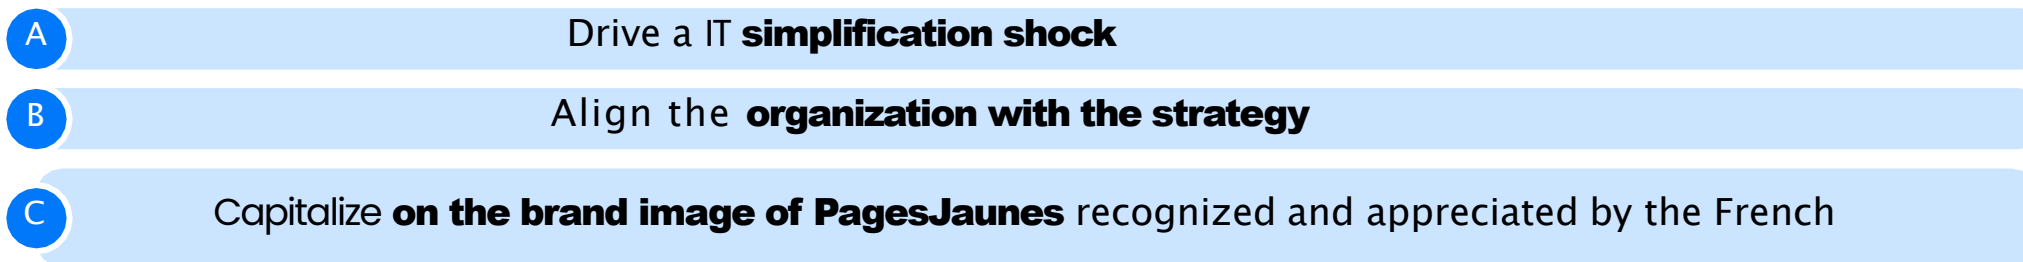 A
Drive a IT simplification shock
B
Align the organization with the strategy
C
Capitalize on the brand image of PagesJaunes recognized and appreciated by the French